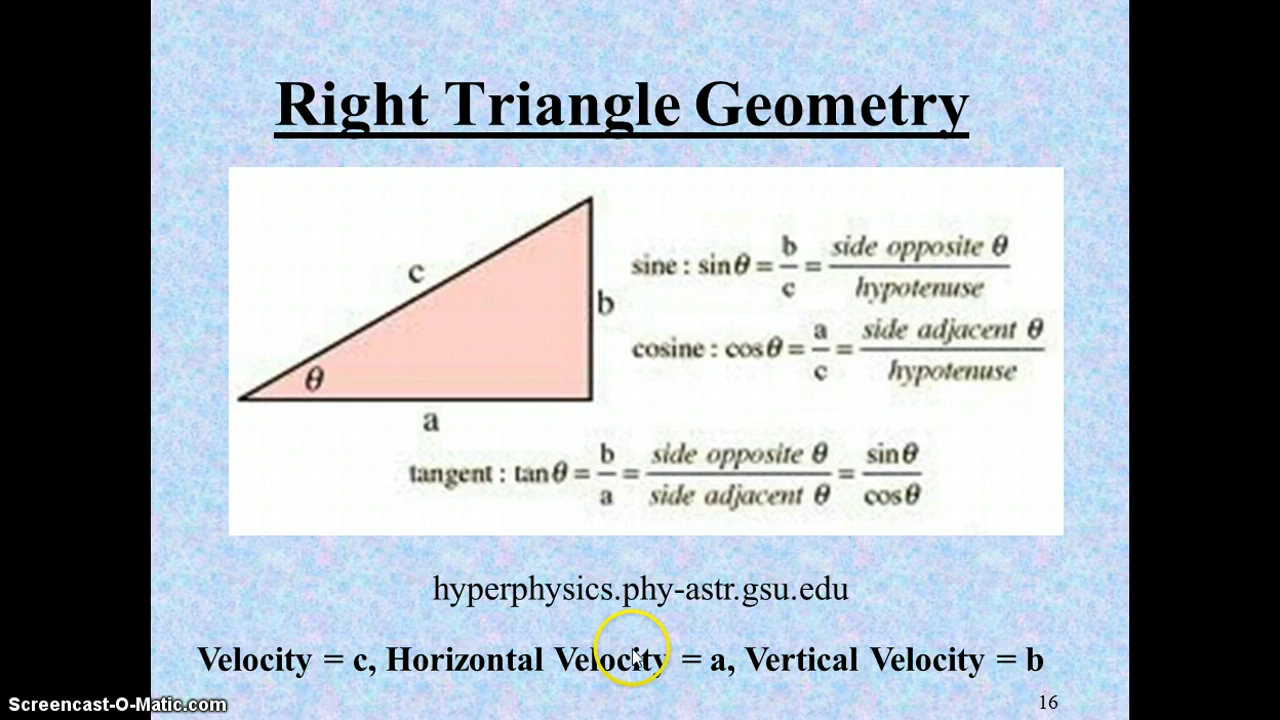 Right Triangle Geometry
c
b
θ
a
sine : sinθ = b/c = side opposite θ / hypotenuse
cosine : cosθ = a/c = side adjacent θ / hypotenuse
tangent : tanθ = b/a = side opposite θ / side adjacent θ = sinθ / cosθ
hyperphysics.phy-astr.gsu.edu
Velocity = c, Horizontal Velocity = a, Vertical Velocity = b
Screencast-O-Matic.com
16